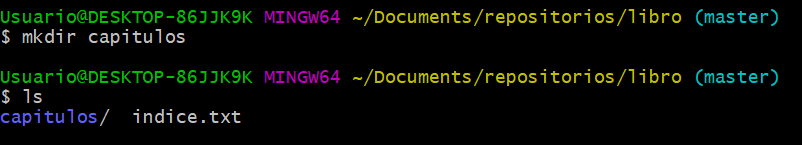 Usuario@DESKTOP-86JJK9K MINGW64 ~/Documents/repositorios/libro (master)
$ mkdir capitulos
Usuario@DESKTOP-86JJK9K MINGW64 ~/Documents/repositorios/libro (master)
$ ls
capitulos/  indice.txt